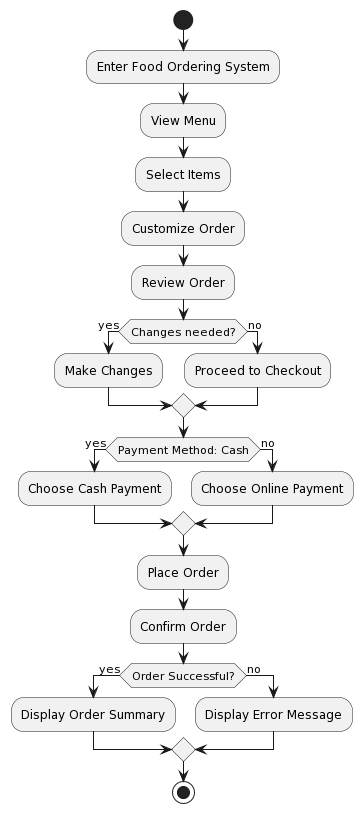 Enter Food Ordering System
View Menu
Select Items
Customize Order
Review Order
yes
Changes needed?
no
Make Changes
Proceed to Checkout
yes
Payment Method: Cash
no
Choose Cash Payment
Choose Online Payment
Place Order
Confirm Order
yes
Order Successful?
no
Display Order Summary
Display Error Message